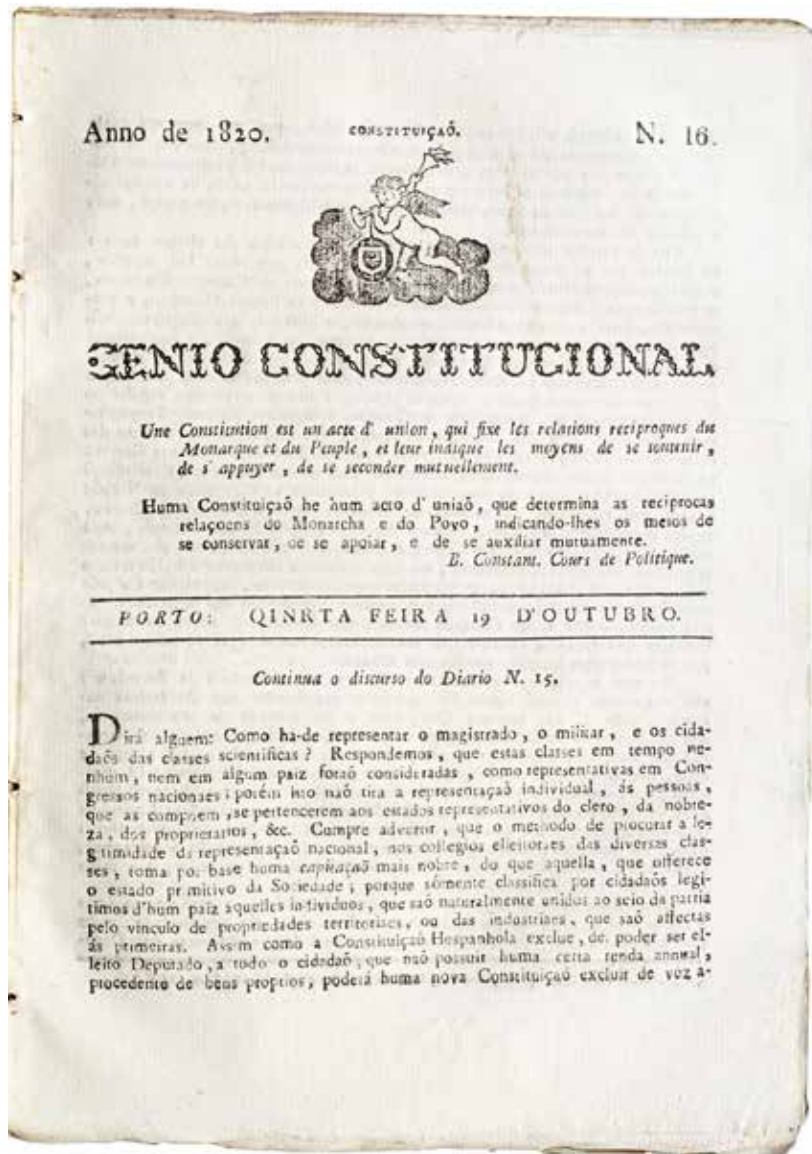 Anno de 1820.
CONSTITUIÇAÕ.
N. 16.
GENIO CONSTITUCIONAL
Une Constitution est un acte d' union, qui fixe les relations reciproques du
Monarque et du Peuple, et leur indique les moyens de se soutenir,
de s' appuyer, de se seconder mutuellement.
Huma Constituiçaõ he hum acto d' uniaõ, que determina as reciprocas
relaçoens do Monarcha e do Povo, indicando-lhes os meios de
se conservar, de se apoiar, e de se auxiliar mutuamente.
B. Constant. Cours de Politique.
PORTO: QINRTA FEIRA 19 D'OUTUBRO.
Continua o discurso do Diario N. 15.
Dirá alguem: Como ha-de representar o magistrado, o militar, e os cida-
daõs das classes scientificas? Respondemos, que estas classes em tempo ne-
nhum, nem em algum paiz foraõ consideradas, como representativas em Con-
gressos nacionaes; porém isto naõ tira a representaçaõ individual, ás pessoas,
que as compoem, se pertencerem aos estados representativos do clero, da nobre-
za, dos proprietarios, &c. Cumpre advertir, que o methodo de procurar a le-
gitimidade da representaçaõ nacional, nos collegios elleitoraes das diversas clas-
ses, toma por base huma capitaçaõ mais nobre, do que aquella, que offerece
o estado primitivo da Sociedade; porque sómente classifica por cidadaõs legi-
timos d'hum paiz aquelles individuos, que saõ naturalmente unidos ao seio da patria
pelo vinculo de propriedades territoriaes, ou das industriaes, que saõ affectas
ás primeiras. Assim como a Constituiçaõ Hespanhola exclue, de poder ser el-
leito Deputado, a todo o cidadaõ, que naõ possuir huma certa renda annual,
procedente de bens proprios, poderá huma nova Constituiçaõ excluir de voz a-